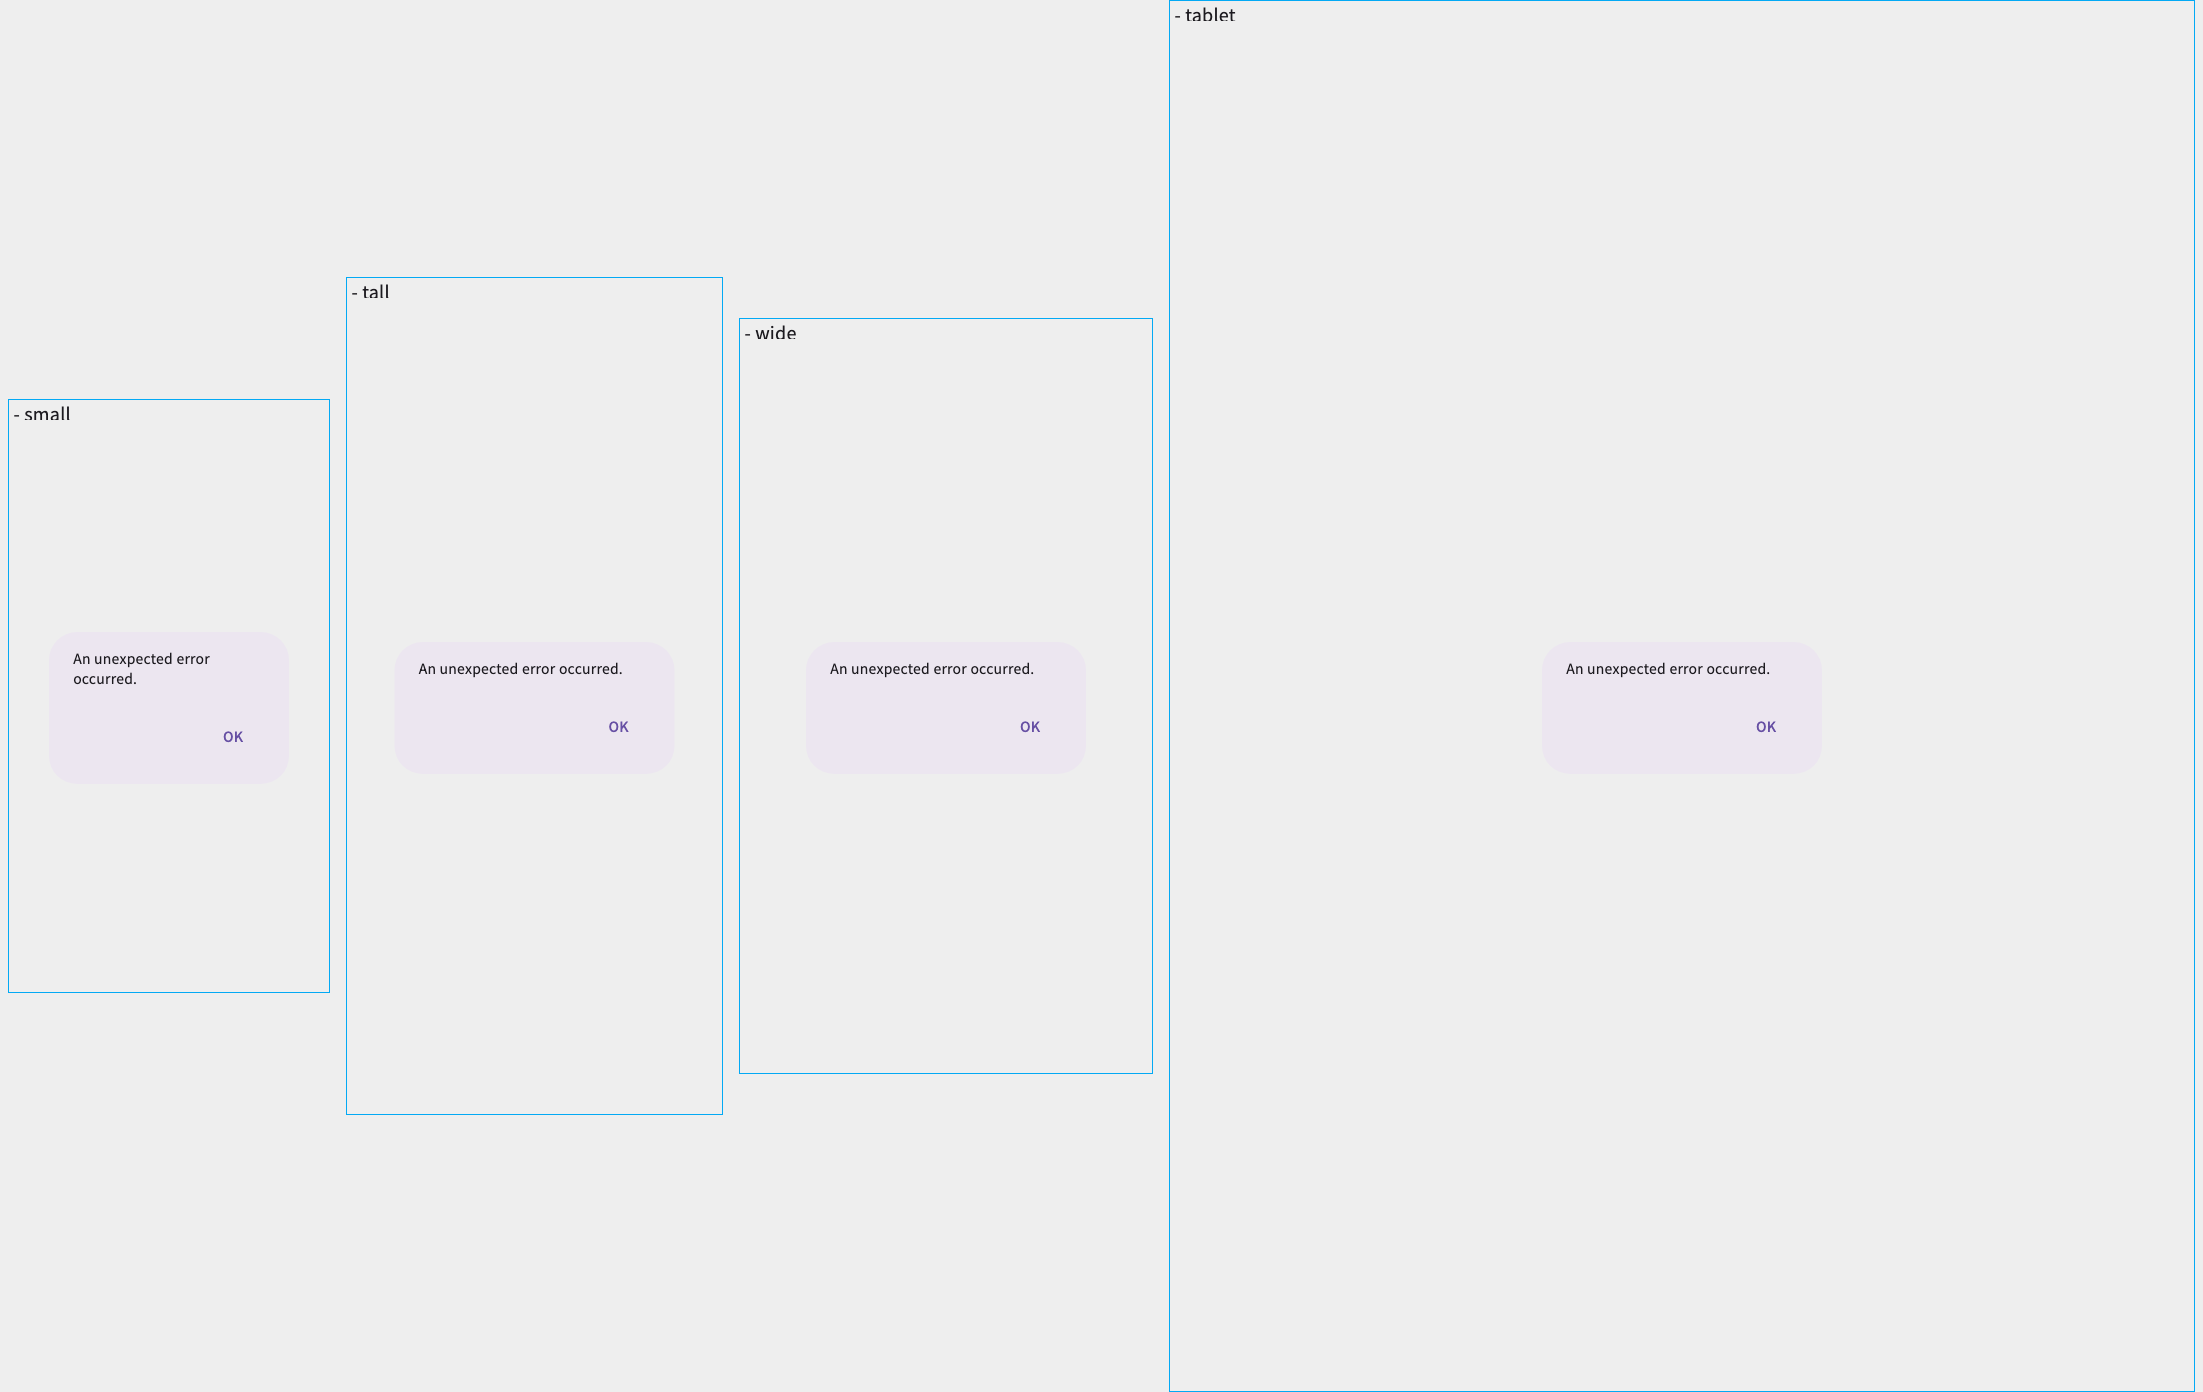 - small
An unexpected error
occurred.
OK
- tall
An unexpected error occurred.
OK
- wide
An unexpected error occurred.
OK
- tablet
An unexpected error occurred.
OK